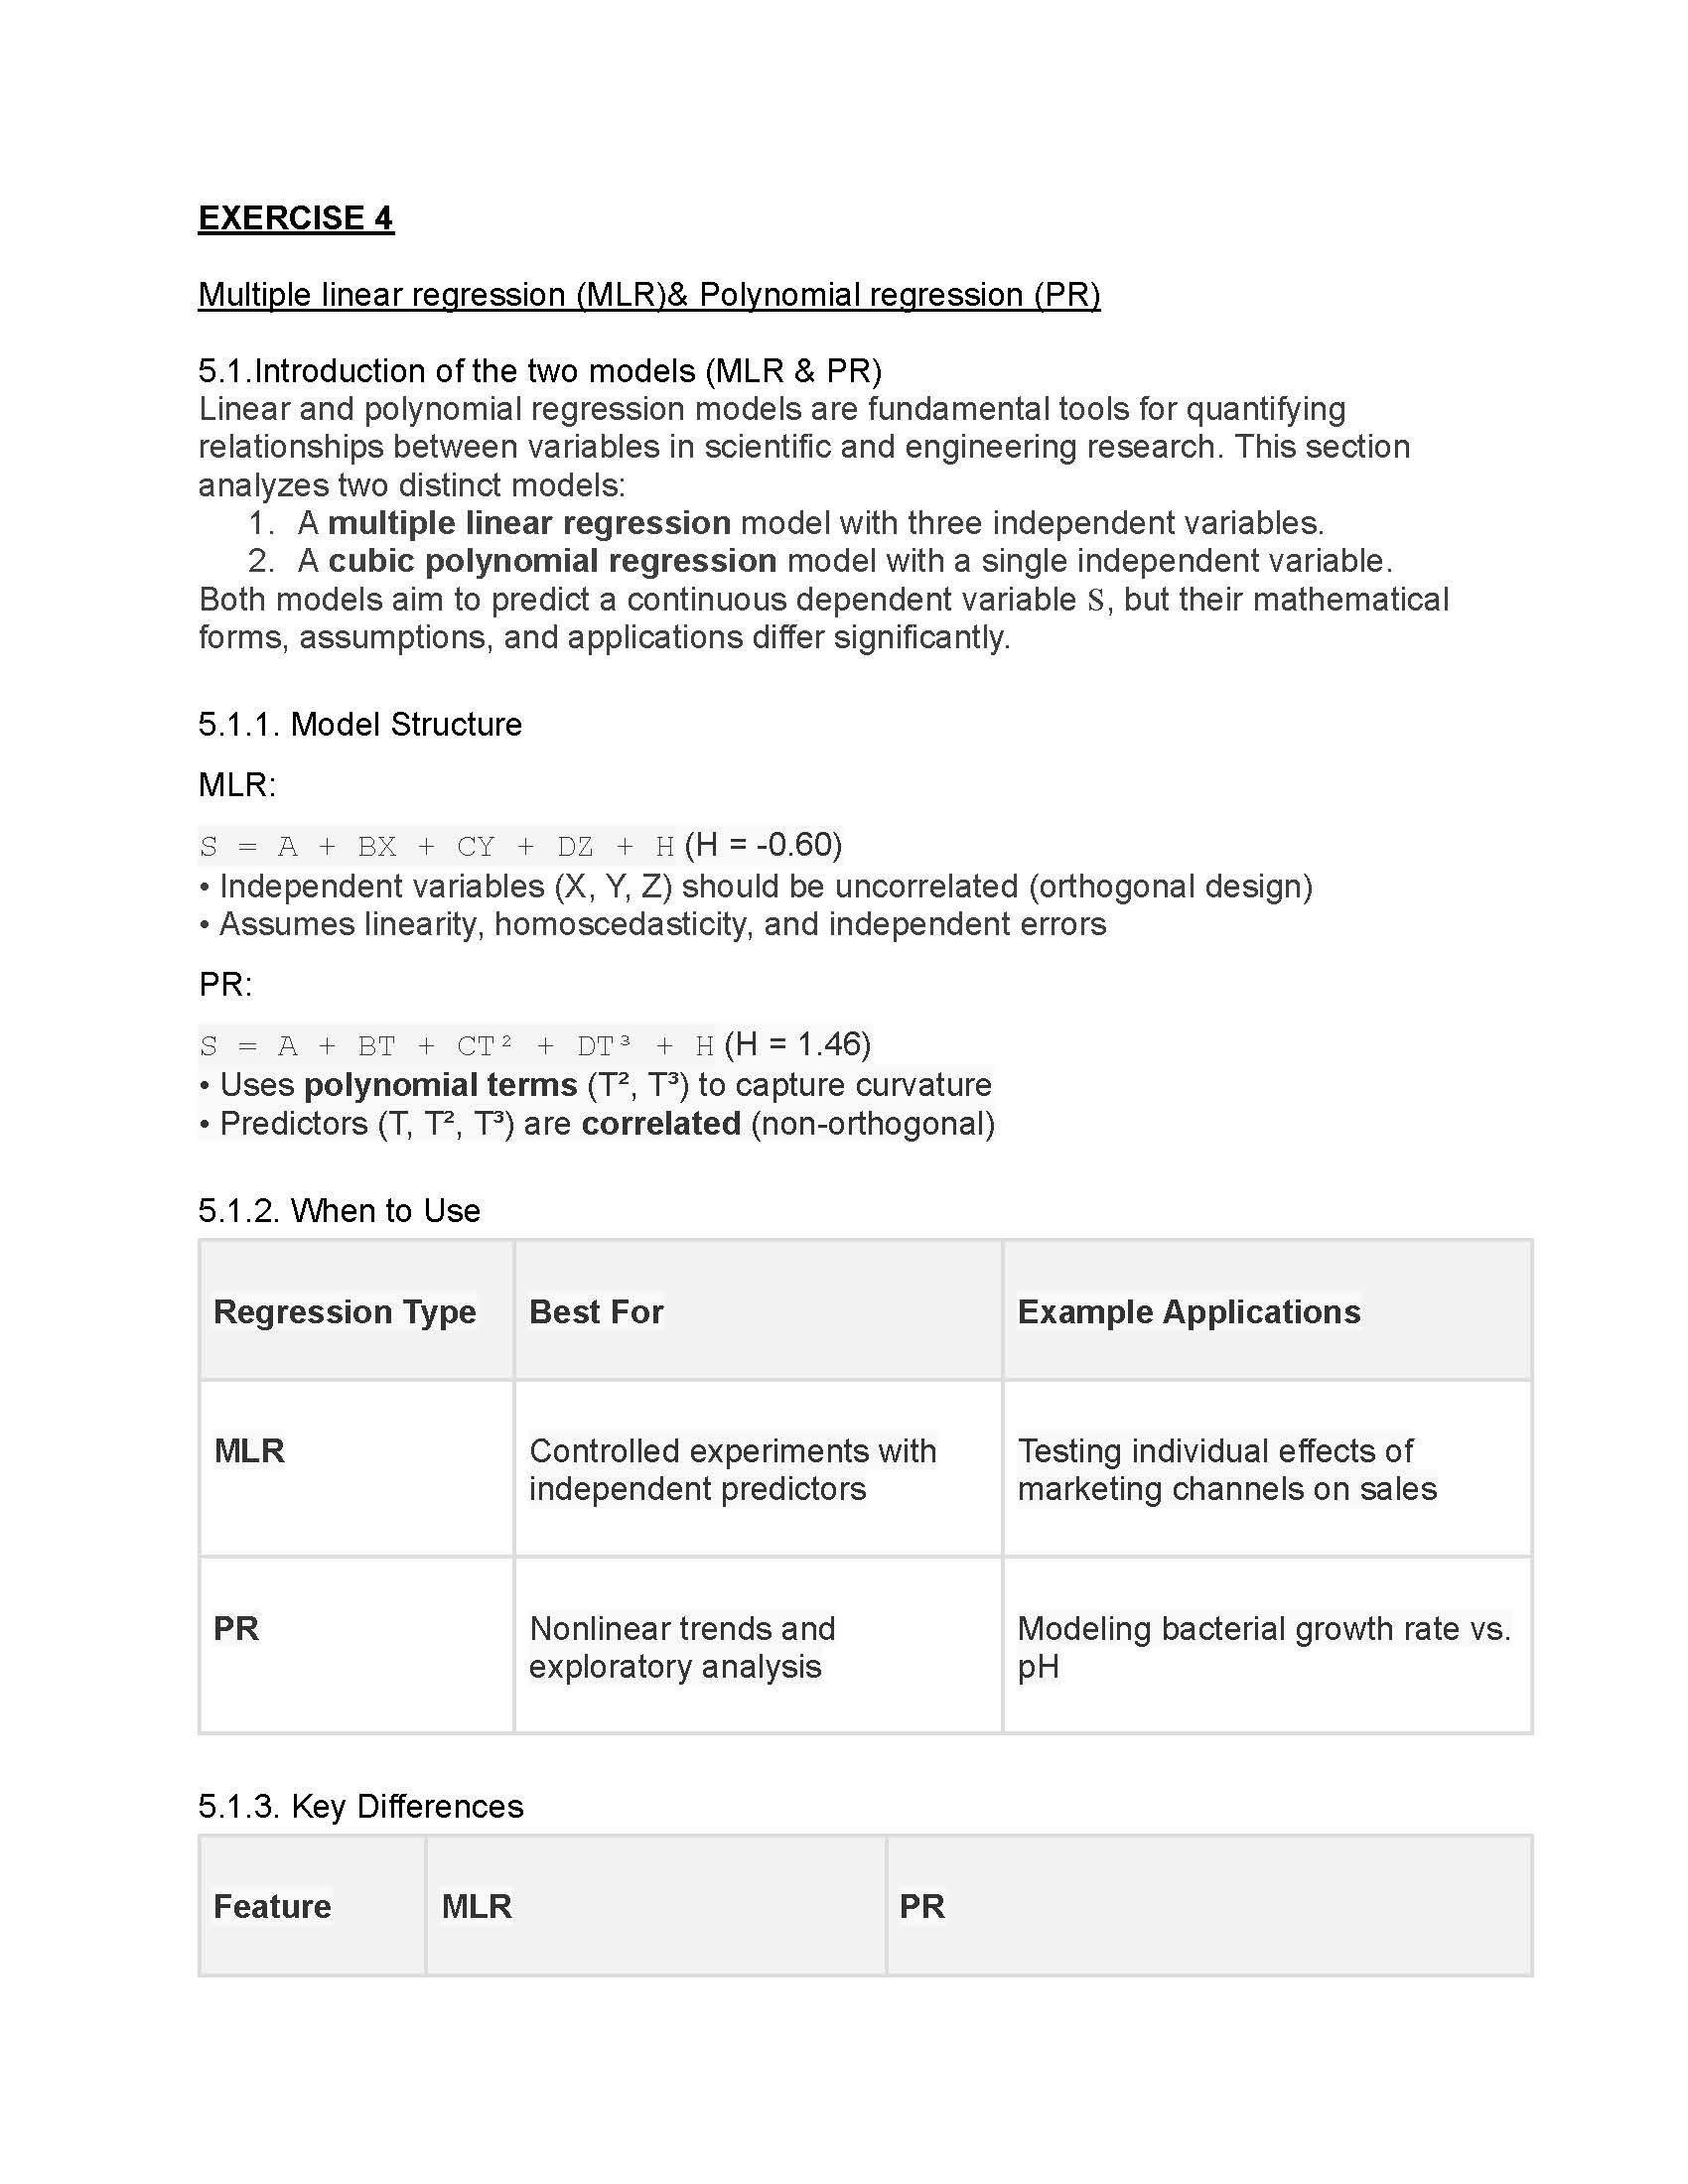 EXERCISE 4
Multiple linear regression (MLR)& Polynomial regression (PR)
5.1.Introduction of the two models (MLR & PR)
Linear and polynomial regression models are fundamental tools for quantifying
relationships between variables in scientific and engineering research. This section
analyzes two distinct models:
1. A multiple linear regression model with three independent variables.
2. A cubic polynomial regression model with a single independent variable.
Both models aim to predict a continuous dependent variable S, but their mathematical
forms, assumptions, and applications differ significantly.
5.1.1. Model Structure
MLR:
S = A + BX + CY + DZ + H (H = -0.60)
• Independent variables (X, Y, Z) should be uncorrelated (orthogonal design)
• Assumes linearity, homoscedasticity, and independent errors
PR:
S = A + BT + CT² + DT³ + H (H = 1.46)
• Uses polynomial terms (T², T³) to capture curvature
• Predictors (T, T², T³) are correlated (non-orthogonal)
5.1.2. When to Use
Regression Type Best For Example Applications
MLR Controlled experiments with Testing individual effects of
independent predictors marketing channels on sales
PR Nonlinear trends and Modeling bacterial growth rate vs.
exploratory analysis pH
5.1.3. Key Differences
Feature MLR PR